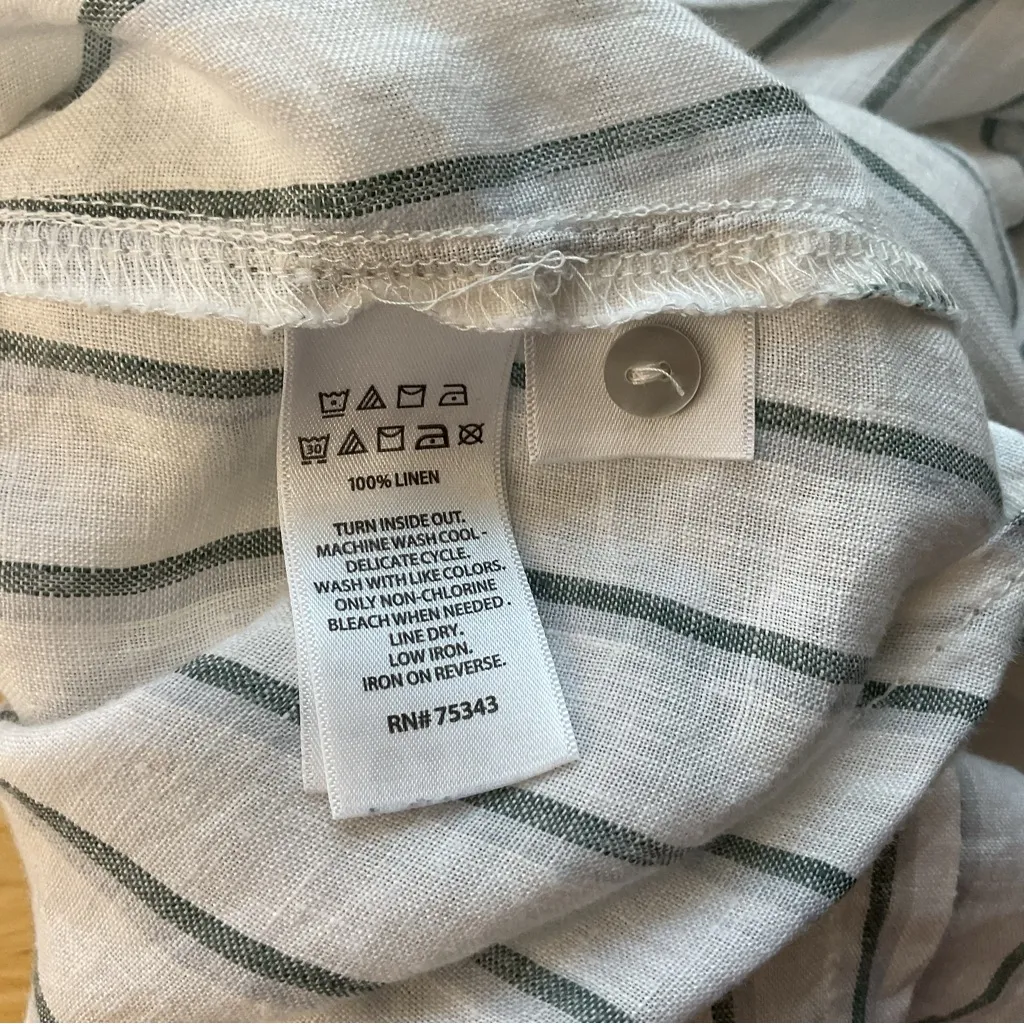 30
100% LINEN
TURN INSIDE OUT.
MACHINE WASH COOL -
DELICATE CYCLE.
WASH WITH LIKE COLORS.
ONLY NON-CHLORINE
BLEACH WHEN NEEDED.
LINE DRY.
LOW IRON.
IRON ON REVERSE.
RN# 75343